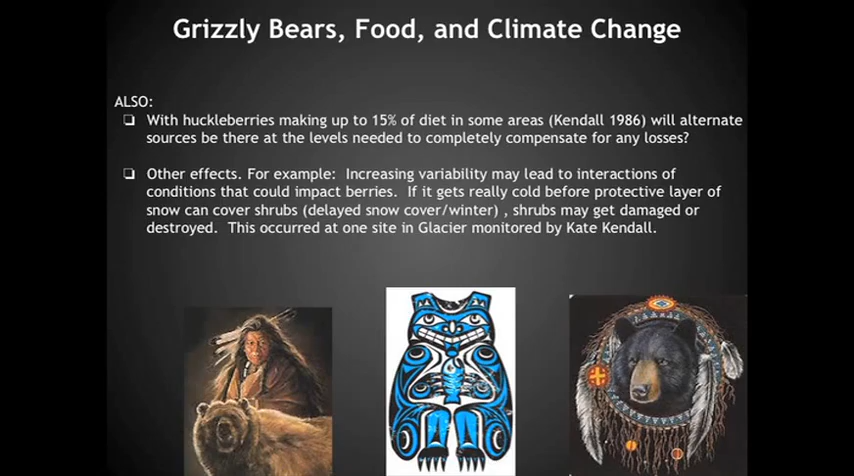 Grizzly Bears, Food, and Climate Change
ALSO:
❏ With huckleberries making up to 15% of diet in some areas (Kendall 1986) will alternate
sources be there at the levels needed to completely compensate for any losses?
❏ Other effects. For example: Increasing variability may lead to interactions of
conditions that could impact berries. If it gets really cold before protective layer of
snow can cover shrubs (delayed snow cover/winter) , shrubs may get damaged or
destroyed. This occurred at one site in Glacier monitored by Kate Kendall.